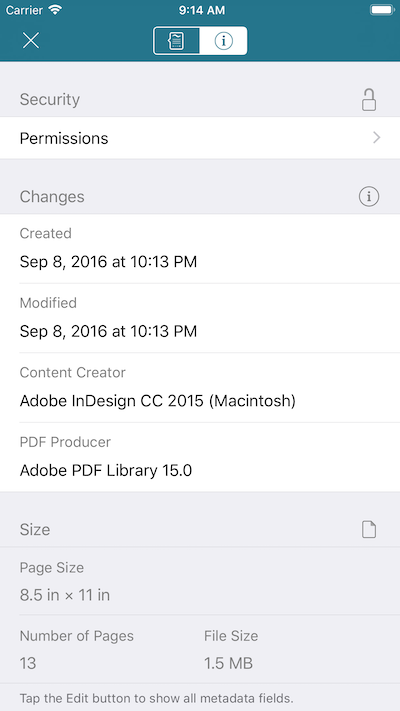 Carrier 9:14 AM
Security
Permissions
Changes
Created
Sep 8, 2016 at 10:13 PM
Modified
Sep 8, 2016 at 10:13 PM
Content Creator
Adobe InDesign CC 2015 (Macintosh)
PDF Producer
Adobe PDF Library 15.0
Size
Page Size
8.5 in × 11 in
Number of Pages File Size
13 1.5 MB
Tap the Edit button to show all metadata fields.